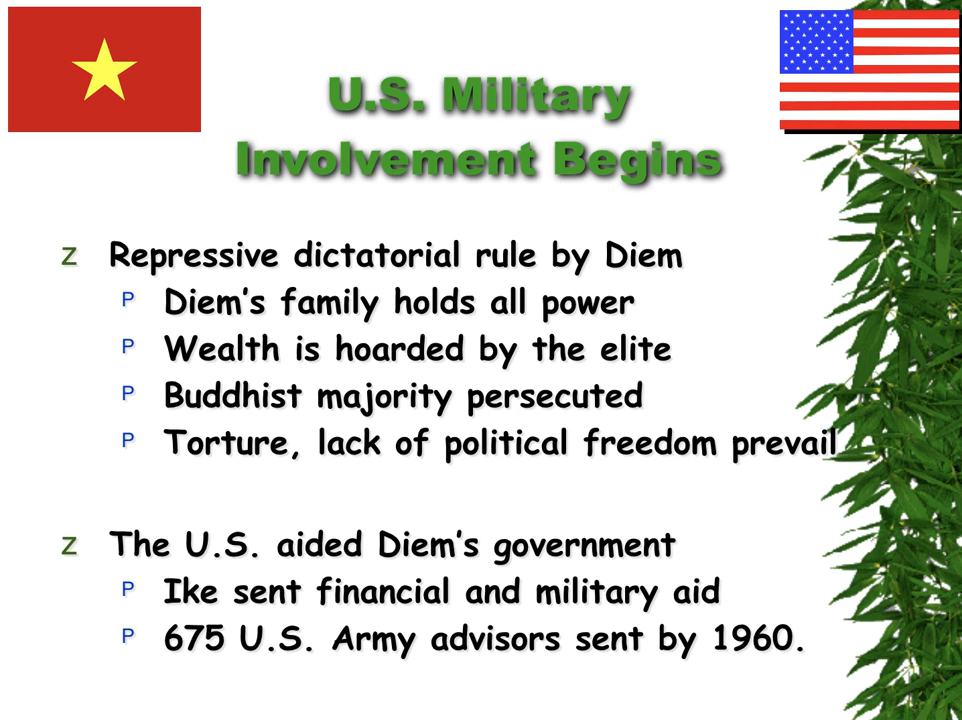 U.S. Military
Involvement Begins
z Repressive dictatorial rule by Diem
P Diem’s family holds all power
P Wealth is hoarded by the elite
P Buddhist majority persecuted
P Torture, lack of political freedom prevail
z The U.S. aided Diem’s government
P Ike sent financial and military aid
P 675 U.S. Army advisors sent by 1960.